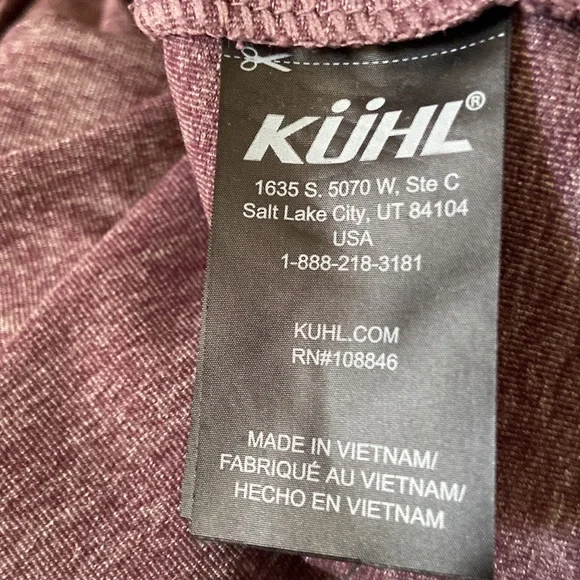 KÜHL®
1635 S. 5070 W, Ste C
Salt Lake City, UT 84104
USA
1-888-218-3181
KUHL.COM
RN#108846
MADE IN VIETNAM/
FABRIQUÉ AU VIETNAM/
HECHO EN VIETNAM